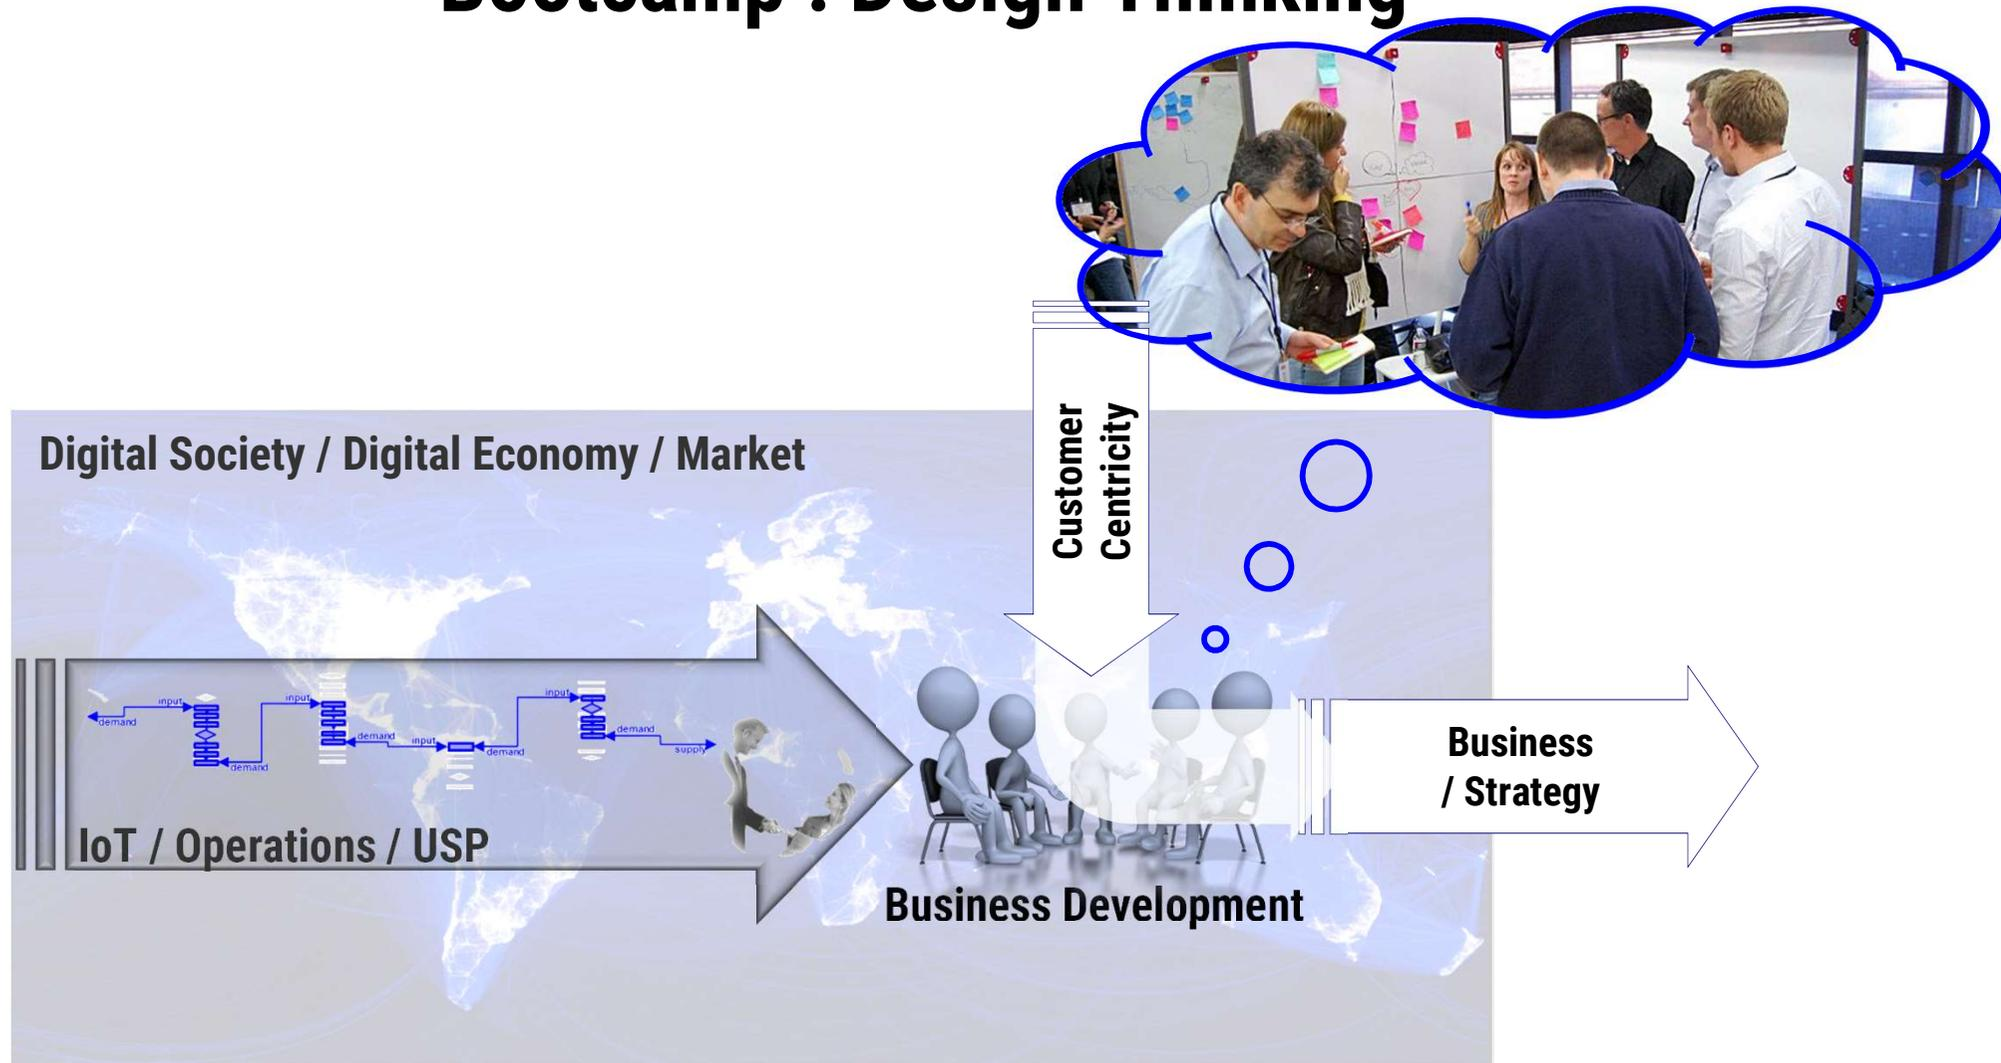 Bootcamp : Design Thinking
Customer
Centricity
Digital Society / Digital Economy / Market
input
demand
input
demand
demand
input
demand
input
demand
supply
IoT / Operations / USP
Business
/ Strategy
Business Development